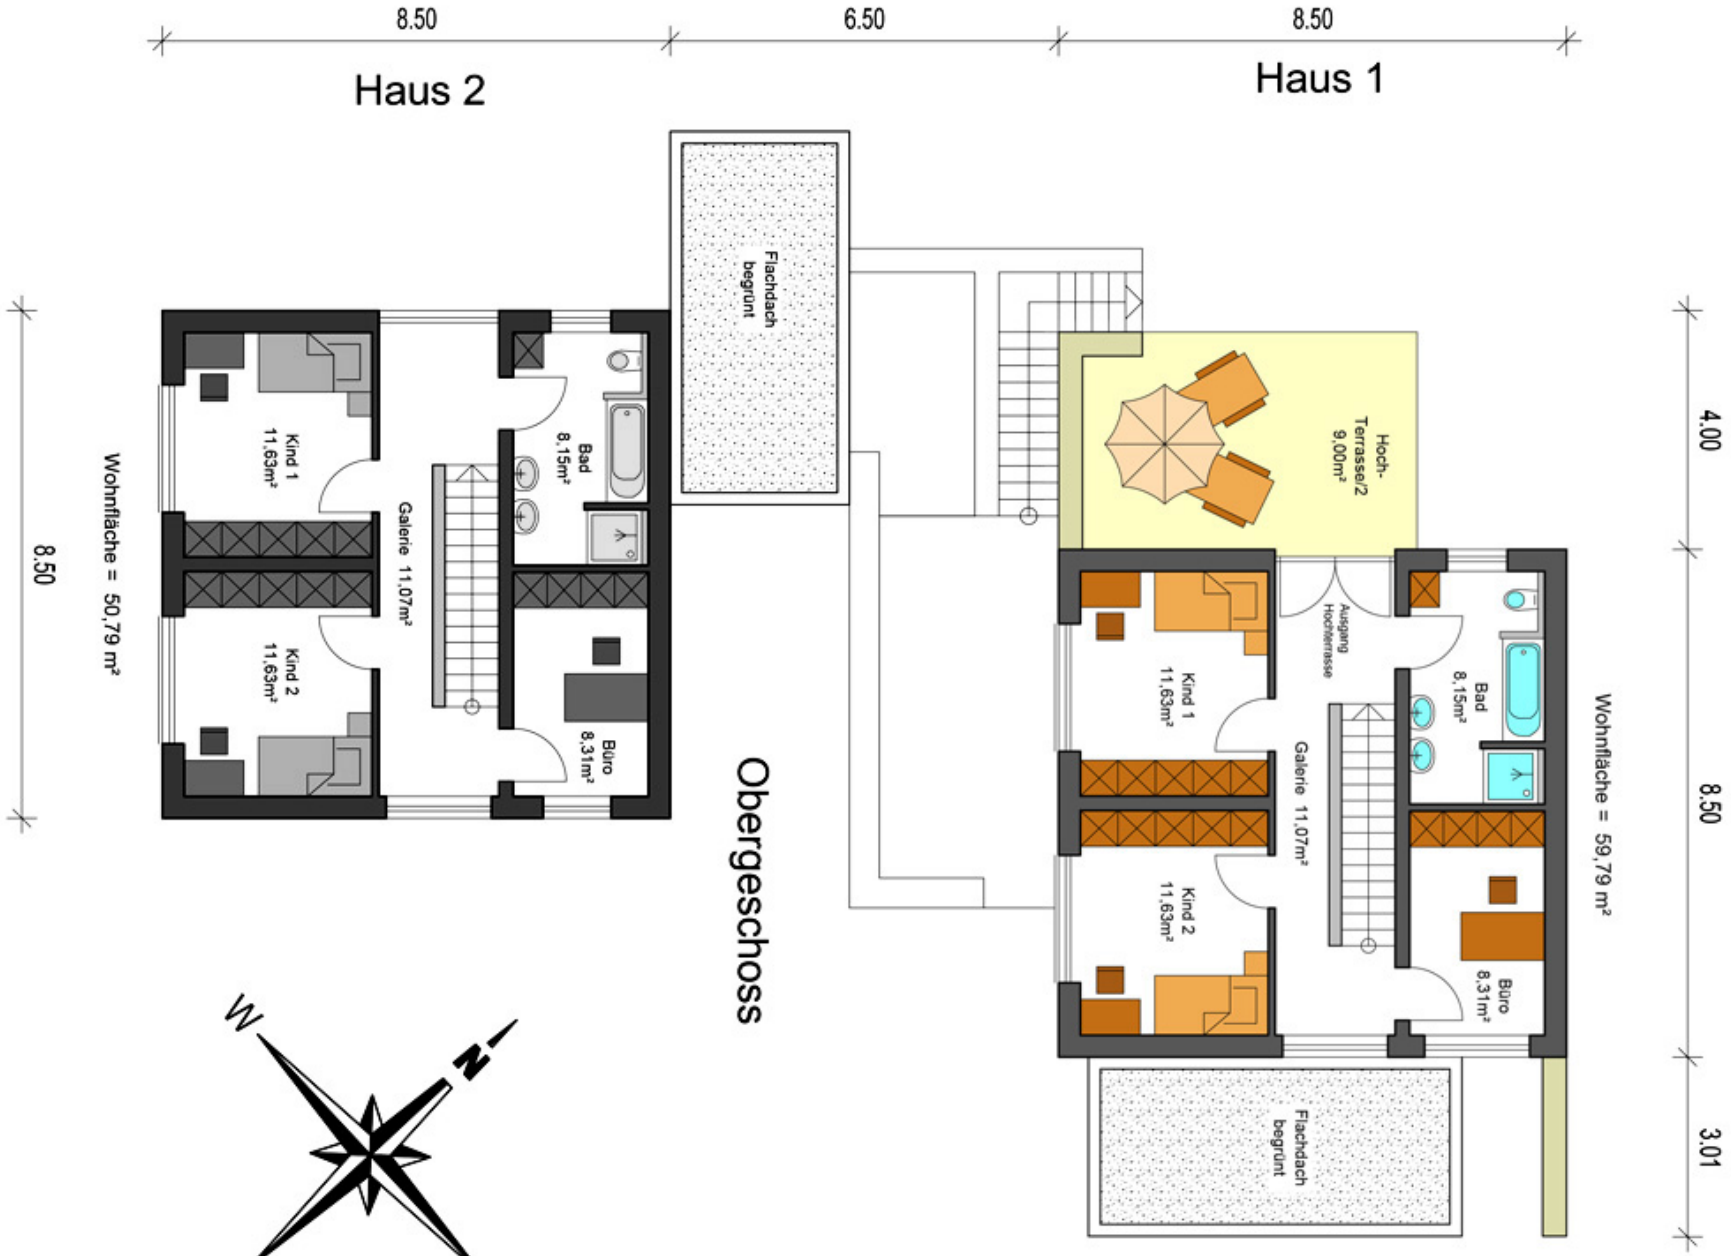 8.50
6.50
8.50
Haus 2
Haus 1
Flachdach
begrünt
Hoch-
Terrasse/2
9,00m²
4.00
Kind 1
11,63m²
Bad
8,15m²
Galerie 11,07m²
Wohnfläche = 50,79 m²
8.50
Kind 2
11,63m²
Büro
8,31m²
Ausgang
Hochterrasse
Kind 1
11,63m²
Bad
8,15m²
Galerie 11,07m²
Wohnfläche = 59,79 m²
8.50
Kind 2
11,63m²
Büro
8,31m²
Obergeschoss
Flachdach
begrünt
3.01
W
N